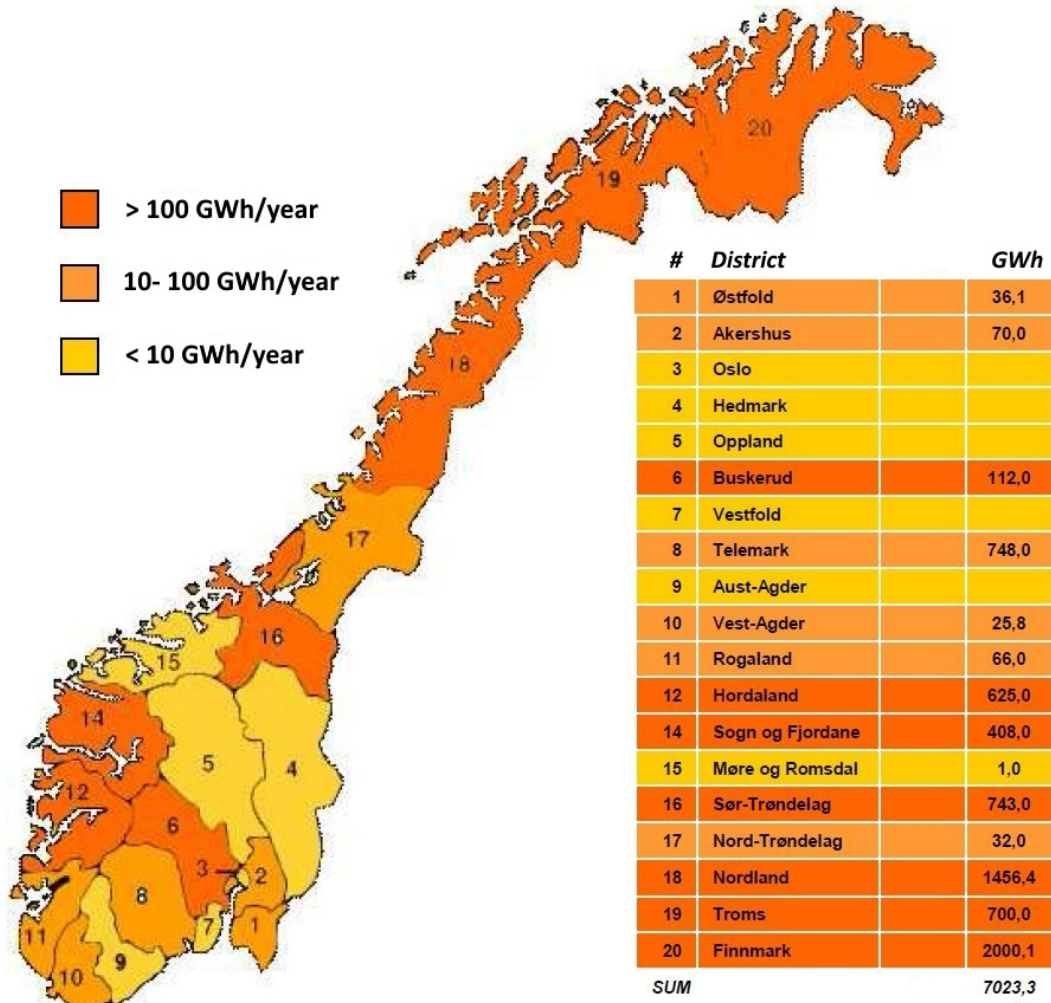 > 100 GWh/year
10- 100 GWh/year
< 10 GWh/year
# District GWh
1 Østfold 36,1
2 Akershus 70,0
3 Oslo
4 Hedmark
5 Oppland
6 Buskerud 112,0
7 Vestfold
8 Telemark 748,0
9 Aust-Agder
10 Vest-Agder 25,8
11 Rogaland 66,0
12 Hordaland 625,0
14 Sogn og Fjordane 408,0
15 Møre og Romsdal 1,0
16 Sør-Trøndelag 743,0
17 Nord-Trøndelag 32,0
18 Nordland 1456,4
19 Troms 700,0
20 Finnmark 2000,1
SUM 7023,3
20
19
18
17
16
15
14
5
4
12
6
3
2
8
7
1
11
9
10